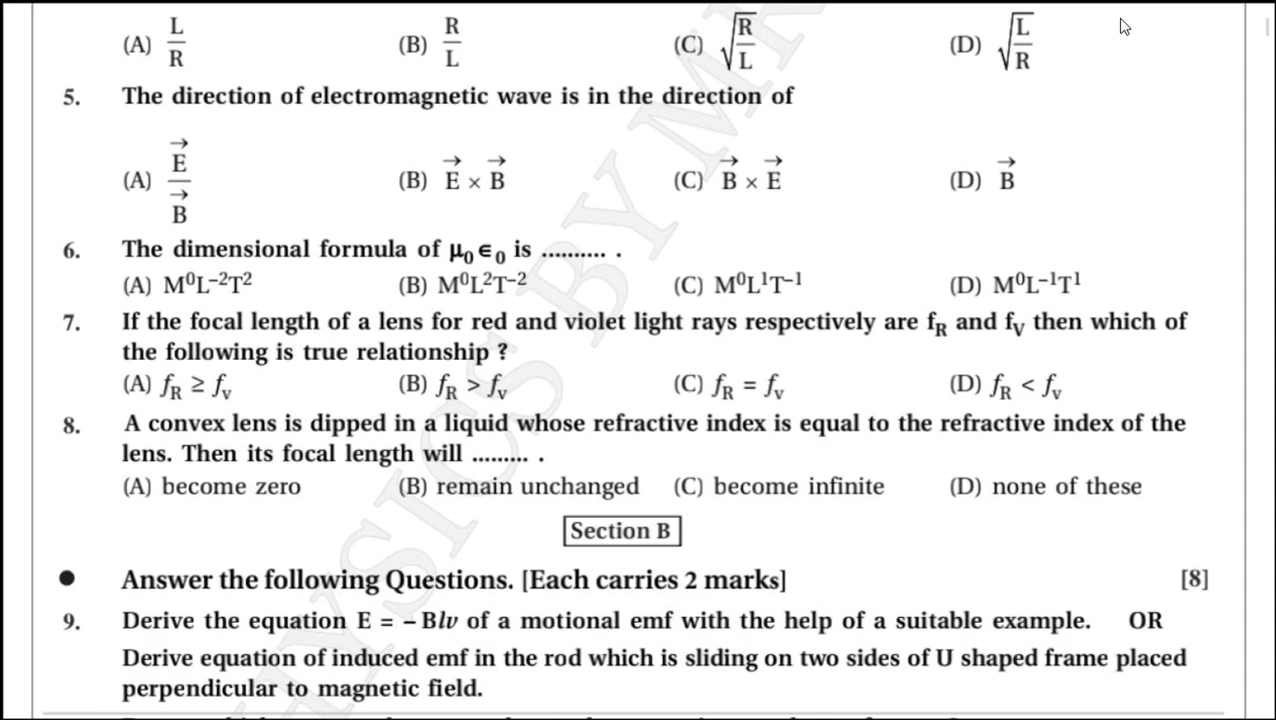 (A) L/R (B) R/L (C) √(R/L) (D) √(L/R)
5. The direction of electromagnetic wave is in the direction of
(A) E⃗/B⃗ (B) E⃗ × B⃗ (C) B⃗ × E⃗ (D) B⃗
6. The dimensional formula of μ₀ϵ₀ is .......... .
(A) M⁰L⁻²T² (B) M⁰L²T⁻² (C) M⁰L¹T⁻¹ (D) M⁰L⁻¹T¹
7. If the focal length of a lens for red and violet light rays respectively are f_R and f_V then which of
the following is true relationship ?
(A) f_R ≥ f_v (B) f_R > f_v (C) f_R = f_v (D) f_R < f_v
8. A convex lens is dipped in a liquid whose refractive index is equal to the refractive index of the
lens. Then its focal length will ......... .
(A) become zero (B) remain unchanged (C) become infinite (D) none of these
Section B
● Answer the following Questions. [Each carries 2 marks] [8]
9. Derive the equation E = – Blv of a motional emf with the help of a suitable example. OR
Derive equation of induced emf in the rod which is sliding on two sides of U shaped frame placed
perpendicular to magnetic field.